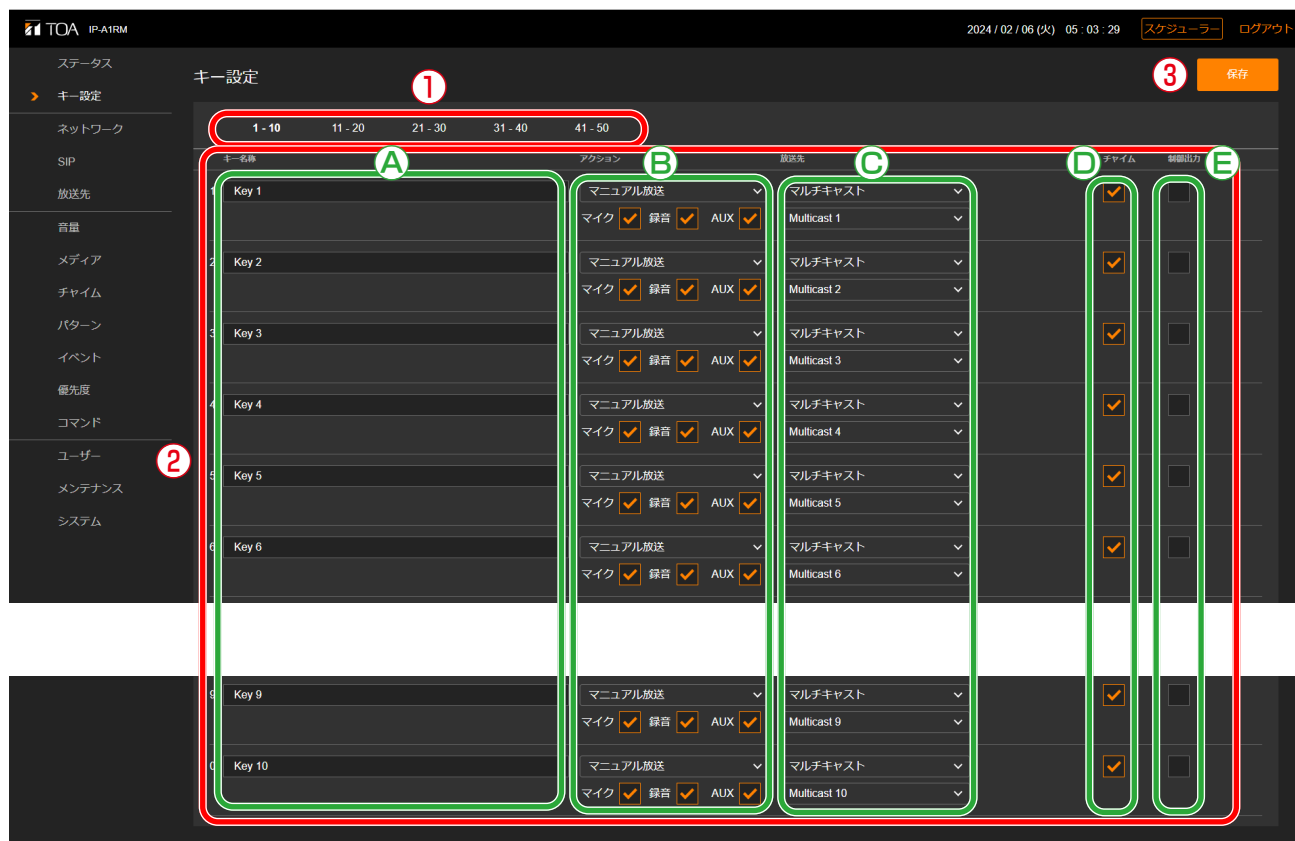 TOA IP-A1RM 2024 / 02 / 06 (火) 05 : 03 : 29 スケジューラー ログアウト
ステータス
キー設定 ③ 保存
キー設定 ①
ネットワーク 1 - 10 11 - 20 21 - 30 31 - 40 41 - 50
SIP キー名称 A アクション B 放送先 C D チャイム 制御出力 E
放送先 1 Key 1 マニュアル放送 マルチキャスト
音量 マイク 録音 AUX Multicast 1
メディア 2 Key 2 マニュアル放送 マルチキャスト
チャイム マイク 録音 AUX Multicast 2
パターン 3 Key 3 マニュアル放送 マルチキャスト
イベント マイク 録音 AUX Multicast 3
優先度
4 Key 4 マニュアル放送 マルチキャスト
コマンド マイク 録音 AUX Multicast 4
ユーザー ②
5 Key 5 マニュアル放送 マルチキャスト
メンテナンス マイク 録音 AUX Multicast 5
システム
6 Key 6 マニュアル放送 マルチキャスト
マイク 録音 AUX Multicast 6
9 Key 9 マニュアル放送 マルチキャスト
マイク 録音 AUX Multicast 9
0 Key 10 マニュアル放送 マルチキャスト
マイク 録音 AUX Multicast 10